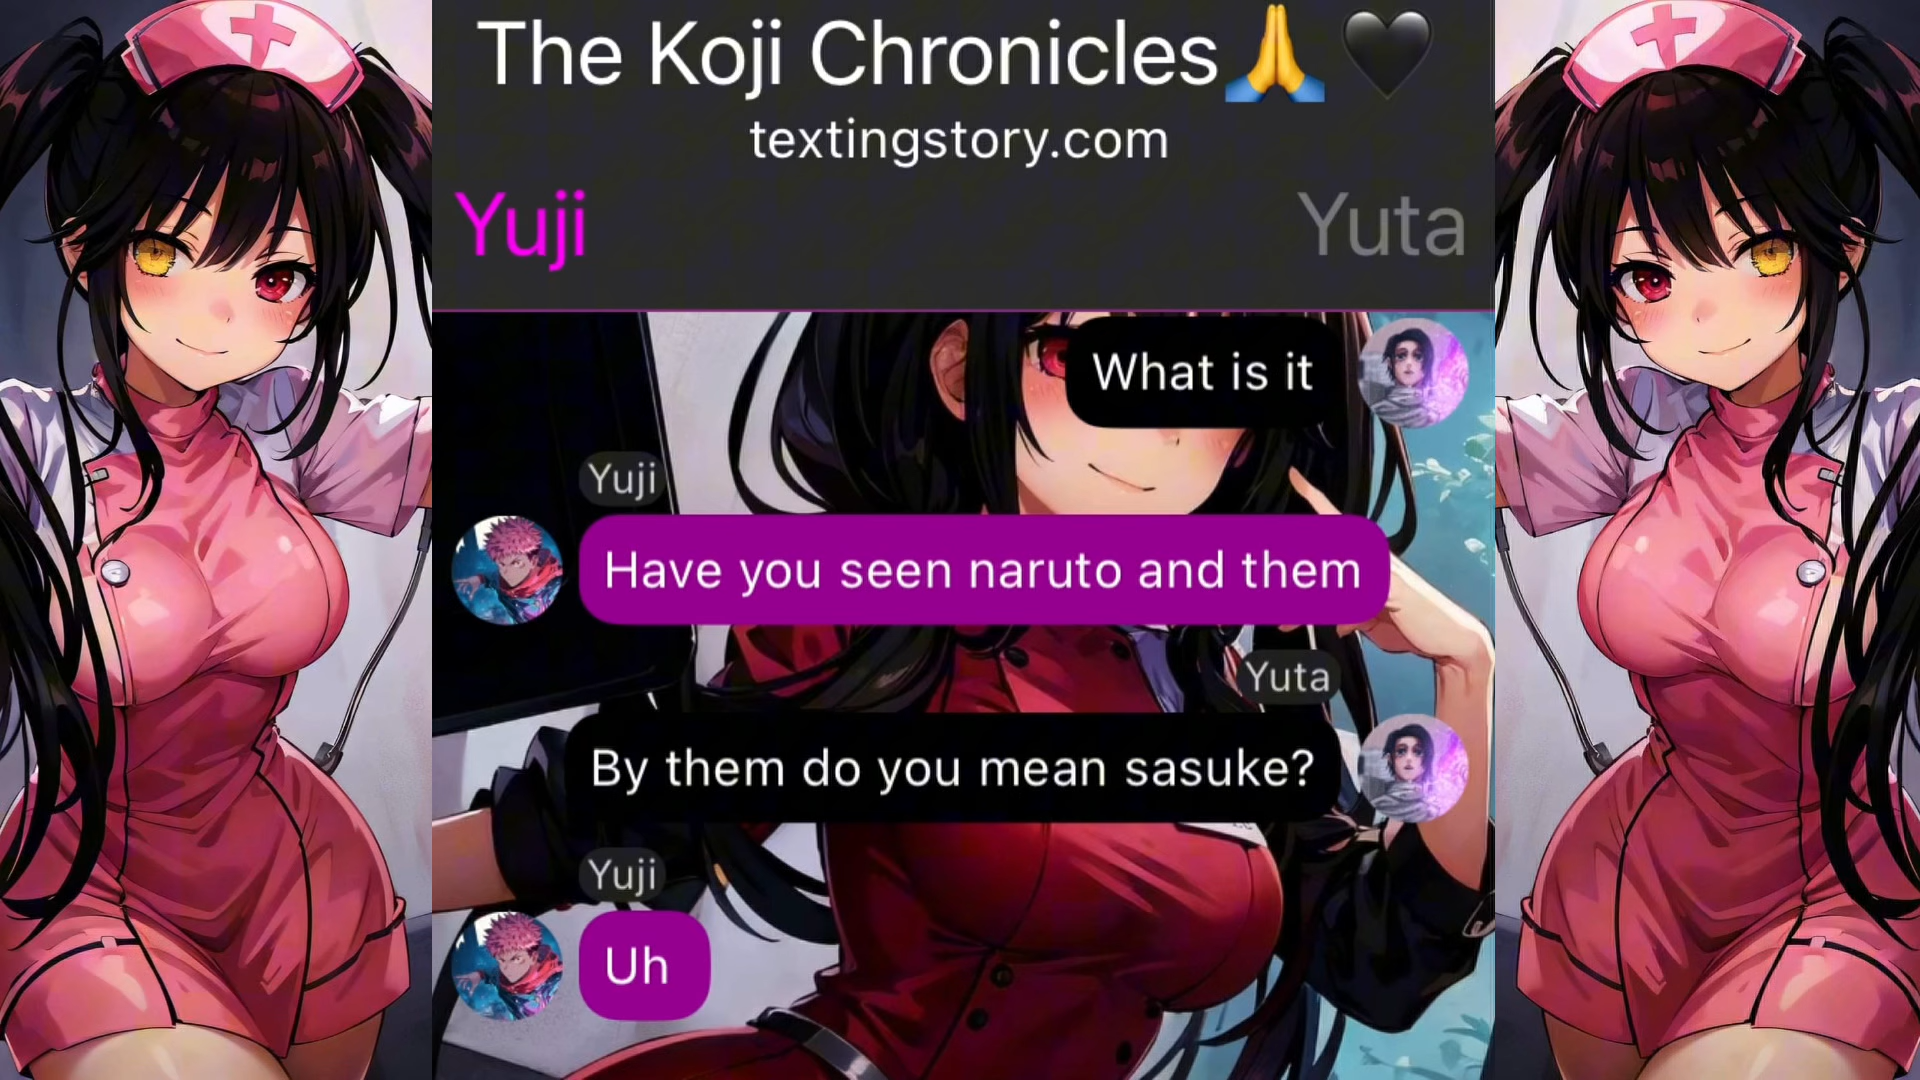 The Koji Chronicles🙏🖤
textingstory.com
Yuji
Yuta
What is it
Yuji
Have you seen naruto and them
Yuta
By them do you mean sasuke?
Yuji
Uh